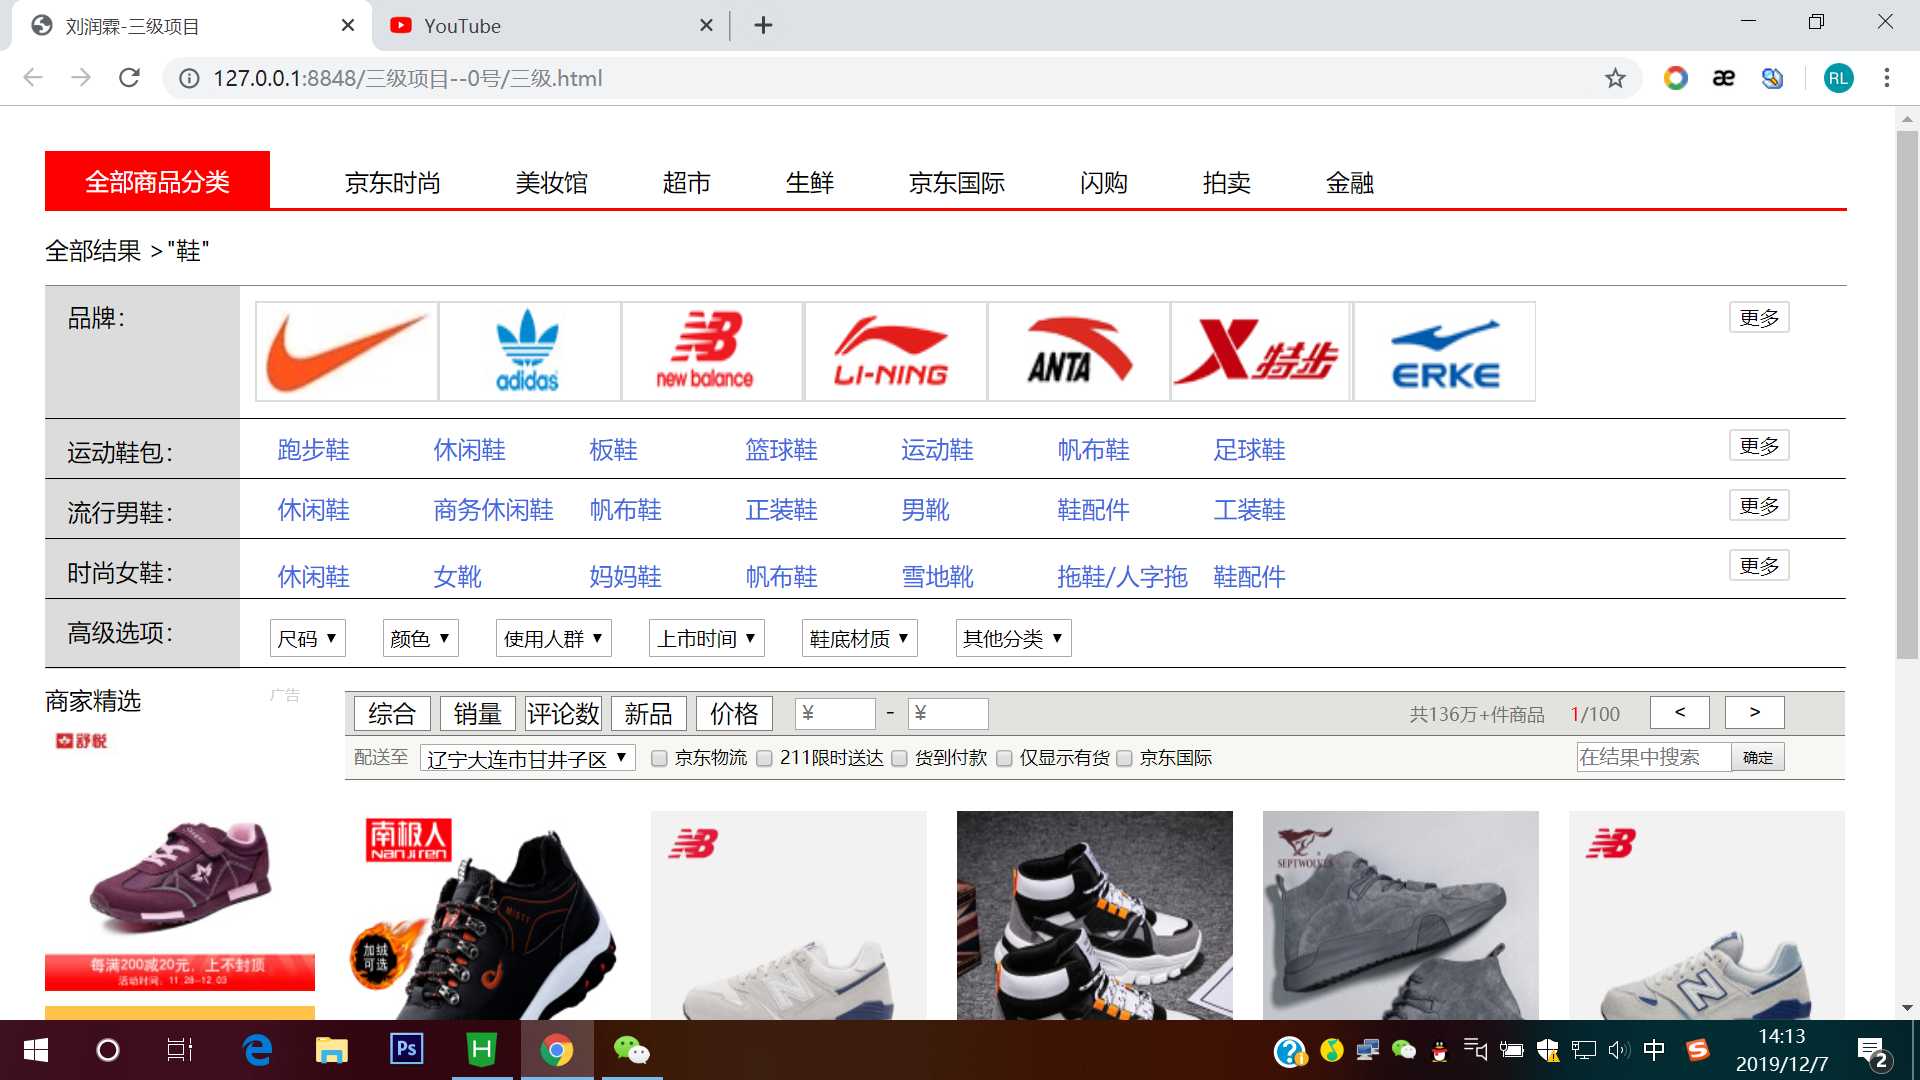 刘润霖-三级项目
YouTube
127.0.0.1:8848/三级项目--0号/三级.html
RL
全部商品分类 京东时尚 美妆馆 超市 生鲜 京东国际 闪购 拍卖 金融
全部结果 >"鞋"
品牌：
adidas
new balance
LI-NING
ANTA
X特步
ERKE
更多
运动鞋包： 跑步鞋 休闲鞋 板鞋 篮球鞋 运动鞋 帆布鞋 足球鞋 更多
流行男鞋： 休闲鞋 商务休闲鞋 帆布鞋 正装鞋 男靴 鞋配件 工装鞋 更多
时尚女鞋： 休闲鞋 女靴 妈妈鞋 帆布鞋 雪地靴 拖鞋/人字拖 鞋配件 更多
高级选项： 尺码 颜色 使用人群 上市时间 鞋底材质 其他分类
商家精选 广告
舒悦
综合 销量 评论数 新品 价格 ¥ - ¥ 共136万+件商品 1/100 < >
配送至 辽宁大连市甘井子区 京东物流 211限时送达 货到付款 仅显示有货 京东国际 在结果中搜索 确定
每满200减20元，上不封顶
活动时间：11.28-12.03
南极人
NanJiren
加绒
可选
MISTY
NB
N
SEPTWOLVES
NB
N
Ps
H
中
14:13
2019/12/7
2